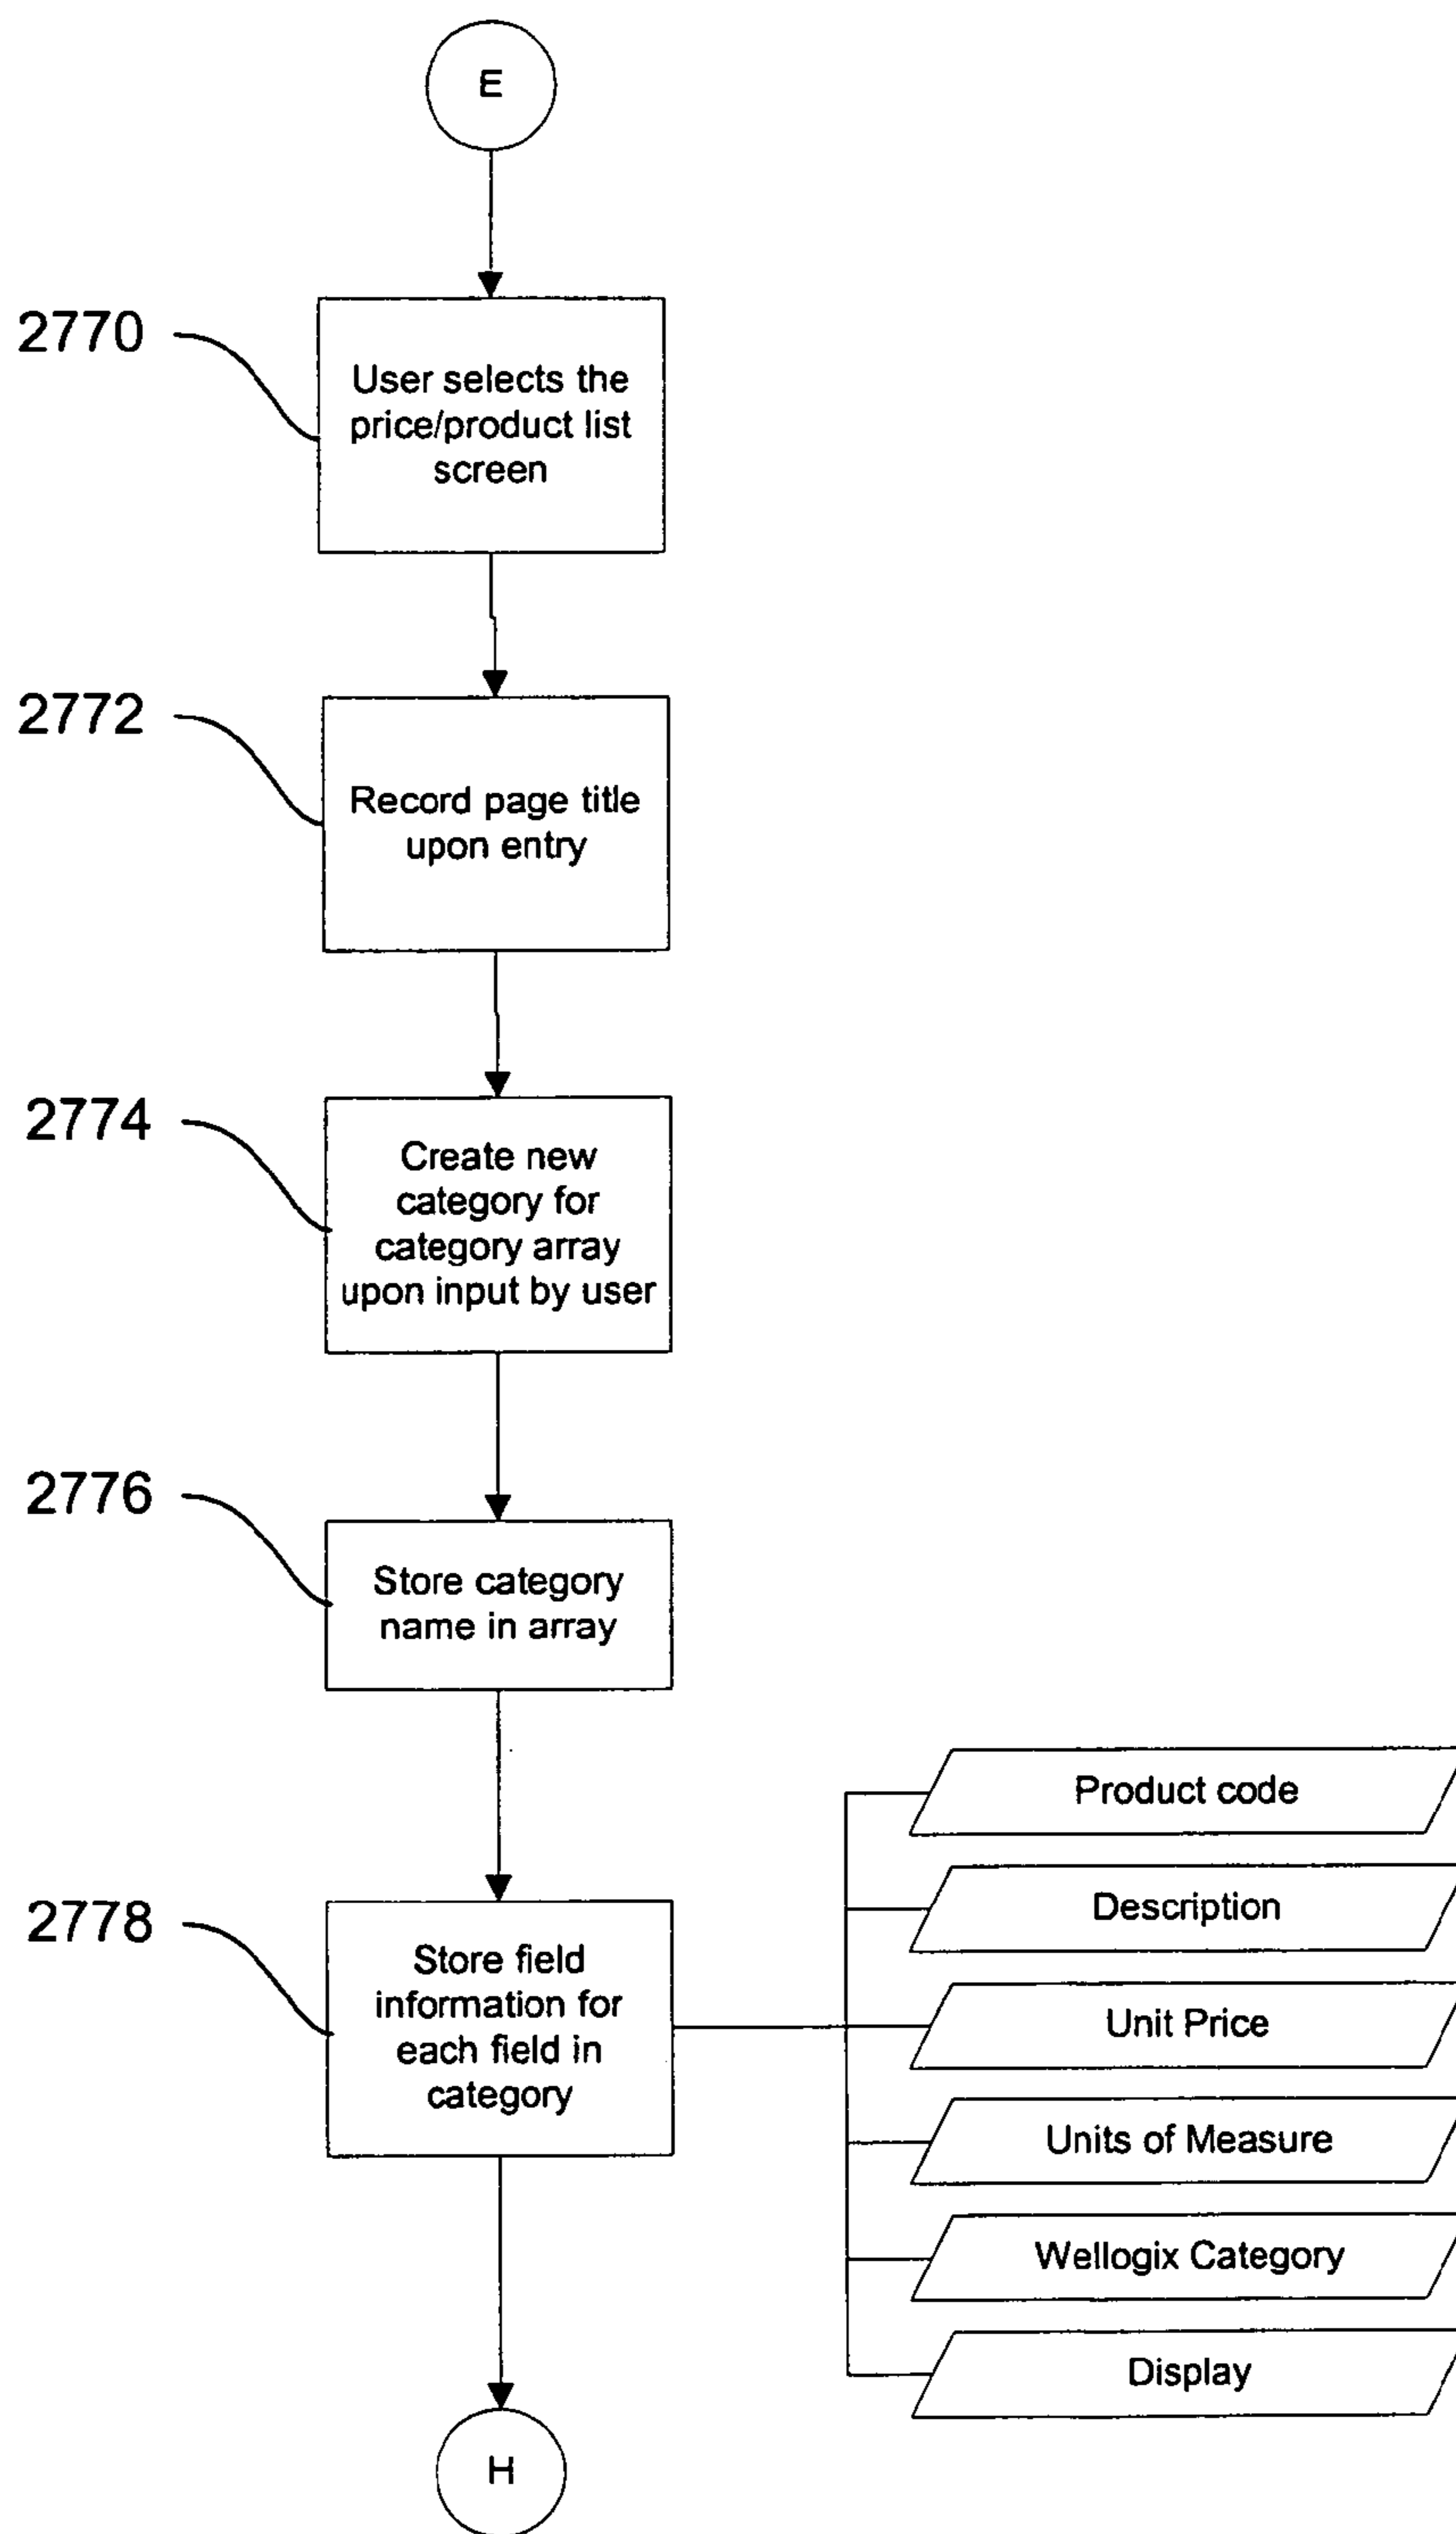 E
2770
User selects the
price/product list
screen
2772
Record page title
upon entry
2774
Create new
category for
category array
upon input by user
2776
Store category
name in array
2778
Store field
information for
each field in
category
Product code
Description
Unit Price
Units of Measure
Wellogix Category
Display
H